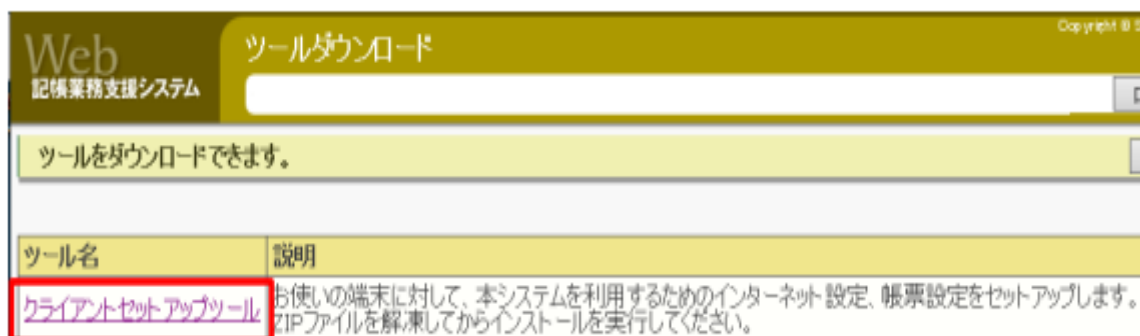 Copyright ©
Web
記帳業務支援システム
ツールダウンロード
ツールをダウンロードできます。
ツール名
説明
クライアントセットアップツール
お使いの端末に対して、本システムを利用するためのインターネット設定、帳票設定をセットアップします。
ZIPファイルを解凍してからインストールを実行してください。